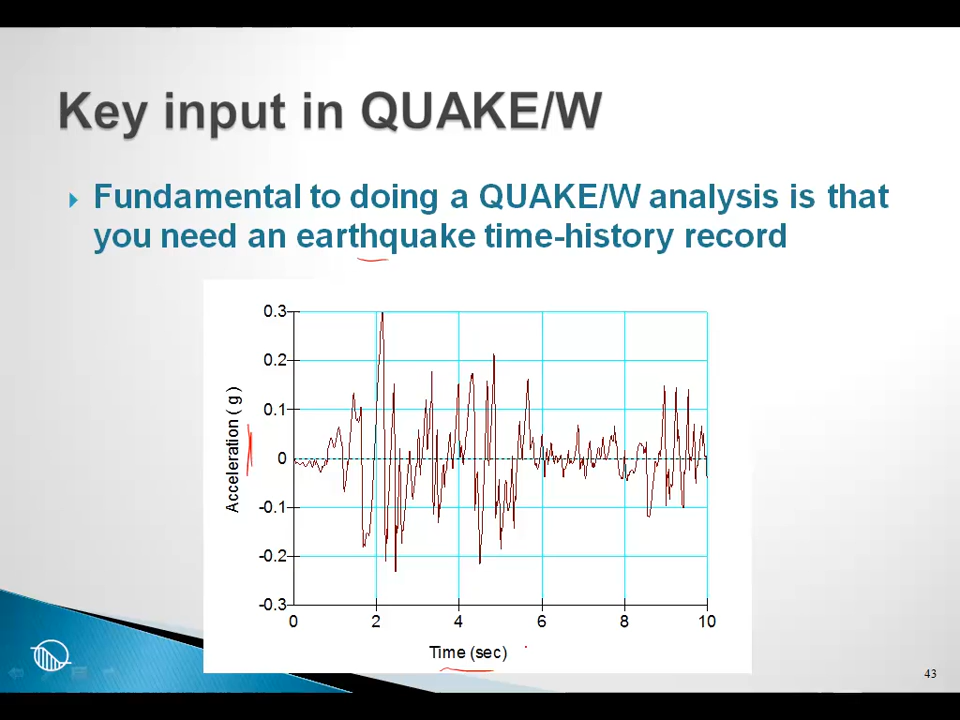 Key input in QUAKE/W
Fundamental to doing a QUAKE/W analysis is that
you need an earthquake time-history record
0.3
0.2
0.1
0
-0.1
-0.2
-0.3
Acceleration ( g )
0 2 4 6 8 10
Time (sec)
43